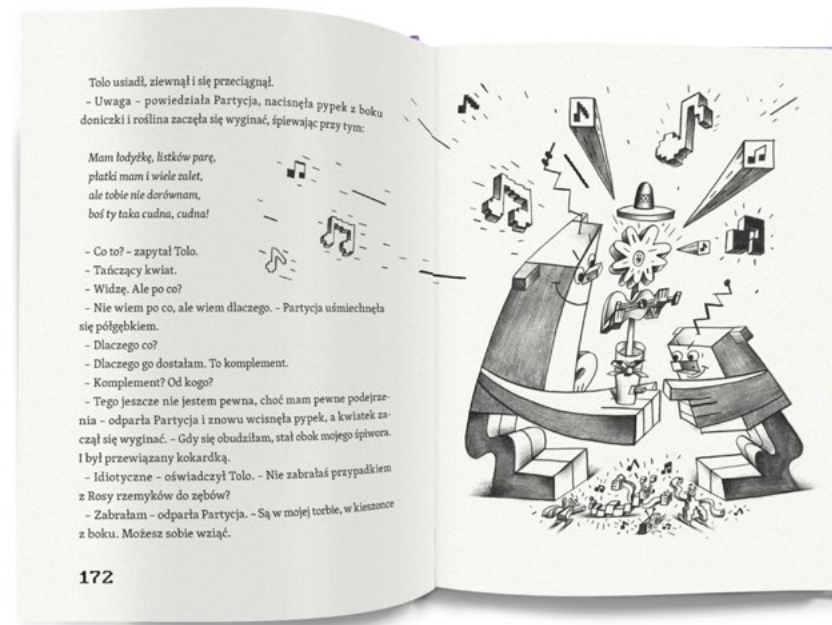 Tolo usiadł, ziewnął i się przeciągnął.
– Uwaga – powiedziała Partycja, nacisnęła pypek z boku
doniczki i roślina zaczęła się wyginać, śpiewając przy tym:
Mam łodyżkę, listków parę,
płatki mam i wiele zalet,
ale tobie nie dorównam,
boś ty taka cudna, cudna!
– Co to? – zapytał Tolo.
– Tańczący kwiat.
– Widzę. Ale po co?
– Nie wiem po co, ale wiem dlaczego. – Partycja uśmiechnęła
się półgębkiem.
– Dlaczego co?
– Dlaczego go dostałam. To komplement.
– Komplement? Od kogo?
– Tego jeszcze nie jestem pewna, choć mam pewne podejrze-
nia – odparła Partycja i znowu wcisnęła pypek, a kwiatek za-
czął się wyginać. – Gdy się obudziłam, stał obok mojego śpiwora.
I był przewiązany kokardką.
– Idiotyczne – oświadczył Tolo. – Nie zabrałaś przypadkiem
z Rosy rzemyków do zębów?
– Zabrałam – odparła Partycja. – Są w mojej torbie, w kieszonce
z boku. Możesz sobie wziąć.
172